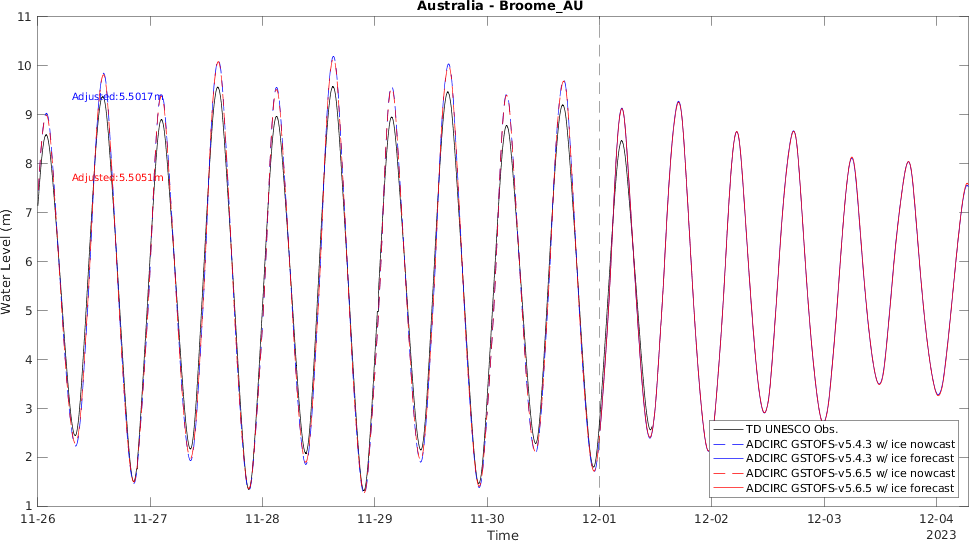 Australia - Broome_AU
11
10
9
8
7
6
5
4
3
2
1
Water Level (m)
Adjusted:5.5017m
Adjusted:5.5051m
TD UNESCO Obs.
ADCIRC GSTOFS-v5.4.3 w/ ice nowcast
ADCIRC GSTOFS-v5.4.3 w/ ice forecast
ADCIRC GSTOFS-v5.6.5 w/ ice nowcast
ADCIRC GSTOFS-v5.6.5 w/ ice forecast
11-26 11-27 11-28 11-29 11-30 12-01 12-02 12-03 12-04
Time
2023